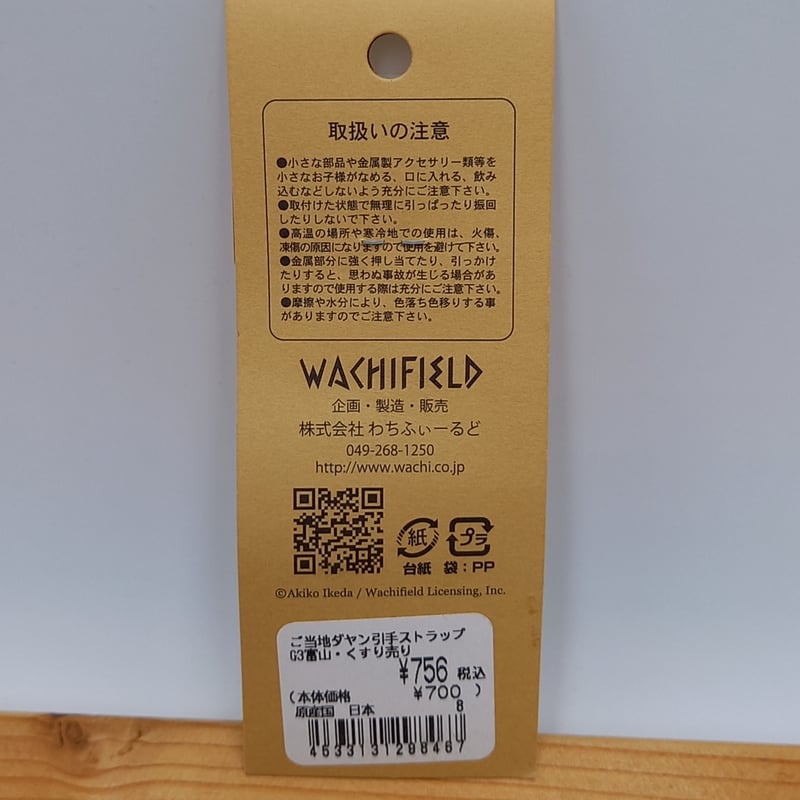 取扱いの注意
●小さな部品や金属製アクセサリー類等を
小さなお子様がなめる、口に入れる、飲み
込むなどしないよう充分にご注意下さい。
●取付けた状態で無理に引っぱったり振回
したりしないで下さい。
●高温の場所や寒冷地での使用は、火傷、
凍傷の原因になりますので使用を避けて下さい。
●金属部分に強く押し当てたり、引っかけ
たりすると、思わぬ事故が生じる場合があ
りますので使用する際は充分にご注意下さい。
●摩擦や水分により、色落ち色移りする事
がありますのでご注意下さい。
WACHIFIELD
企画・製造・販売
株式会社 わちふぃーるど
049-268-1250
http://www.wachi.co.jp
紙 プラ
台紙 袋：PP
©Akiko Ikeda / Wachifield Licensing, Inc.
ご当地ダヤン引手ストラップ
G3富山・くすり売り
¥756 税込
(本体価格 ¥700 )
原産国 日本 8
4533131298467